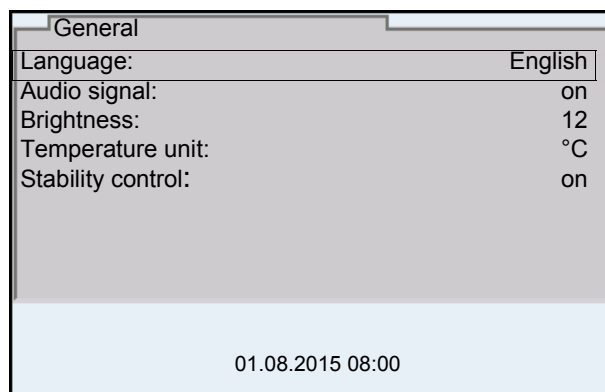 General
Language: English
Audio signal: on
Brightness: 12
Temperature unit: °C
Stability control: on
01.08.2015 08:00